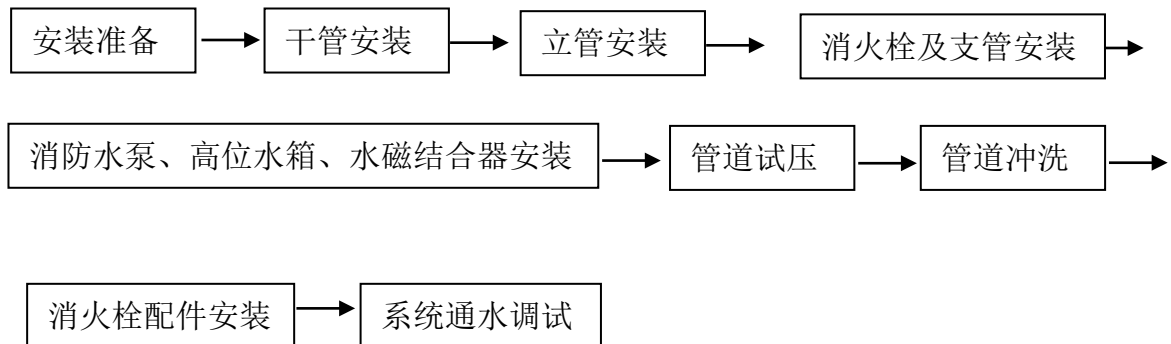 安装准备 干管安装 立管安装 消火栓及支管安装
消防水泵、高位水箱、水磁结合器安装 管道试压 管道冲洗
消火栓配件安装 系统通水调试